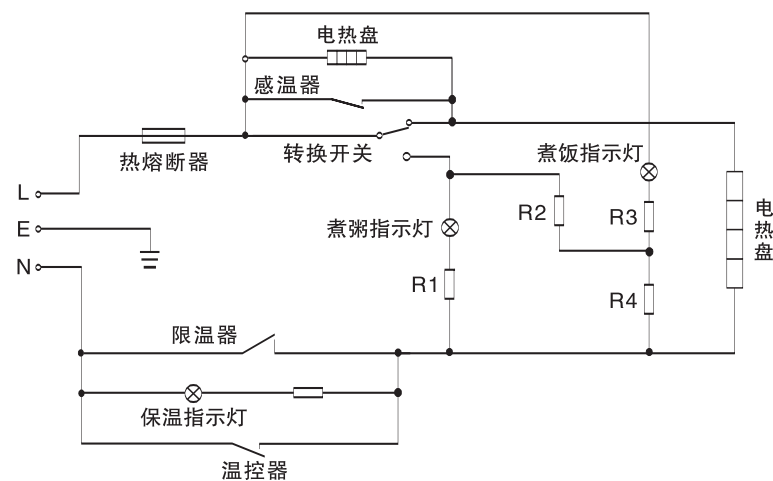 电热盘
感温器
转换开关
热熔断器
煮饭指示灯
L
E
N
R2
R3
电热盘
煮粥指示灯
R1
R4
限温器
保温指示灯
温控器